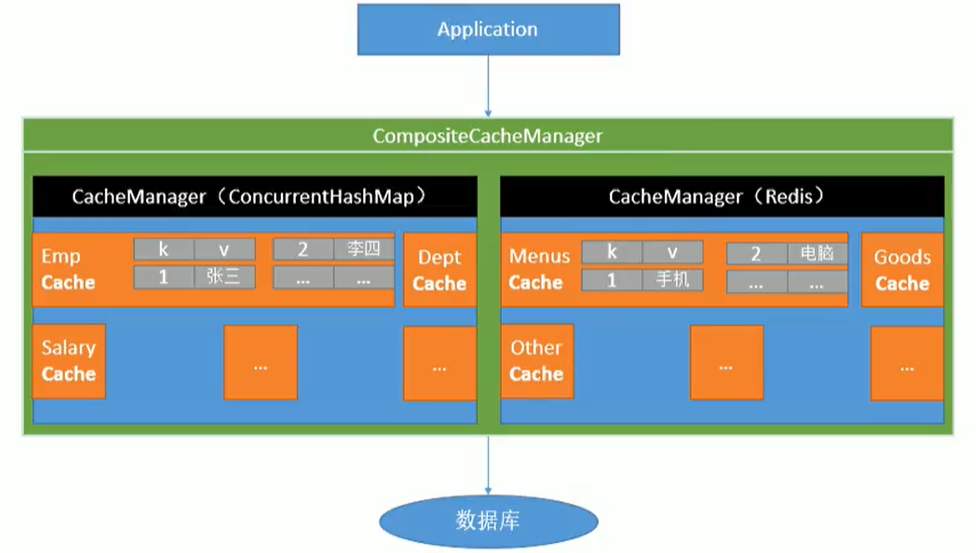 Application
CompositeCacheManager
CacheManager（ConcurrentHashMap）
Emp
Cache
k v
1 张三
2 李四
... ...
Dept
Cache
Salary
Cache
...
...
CacheManager（Redis）
Menus
Cache
k v
1 手机
2 电脑
... ...
Goods
Cache
Other
Cache
...
...
数据库